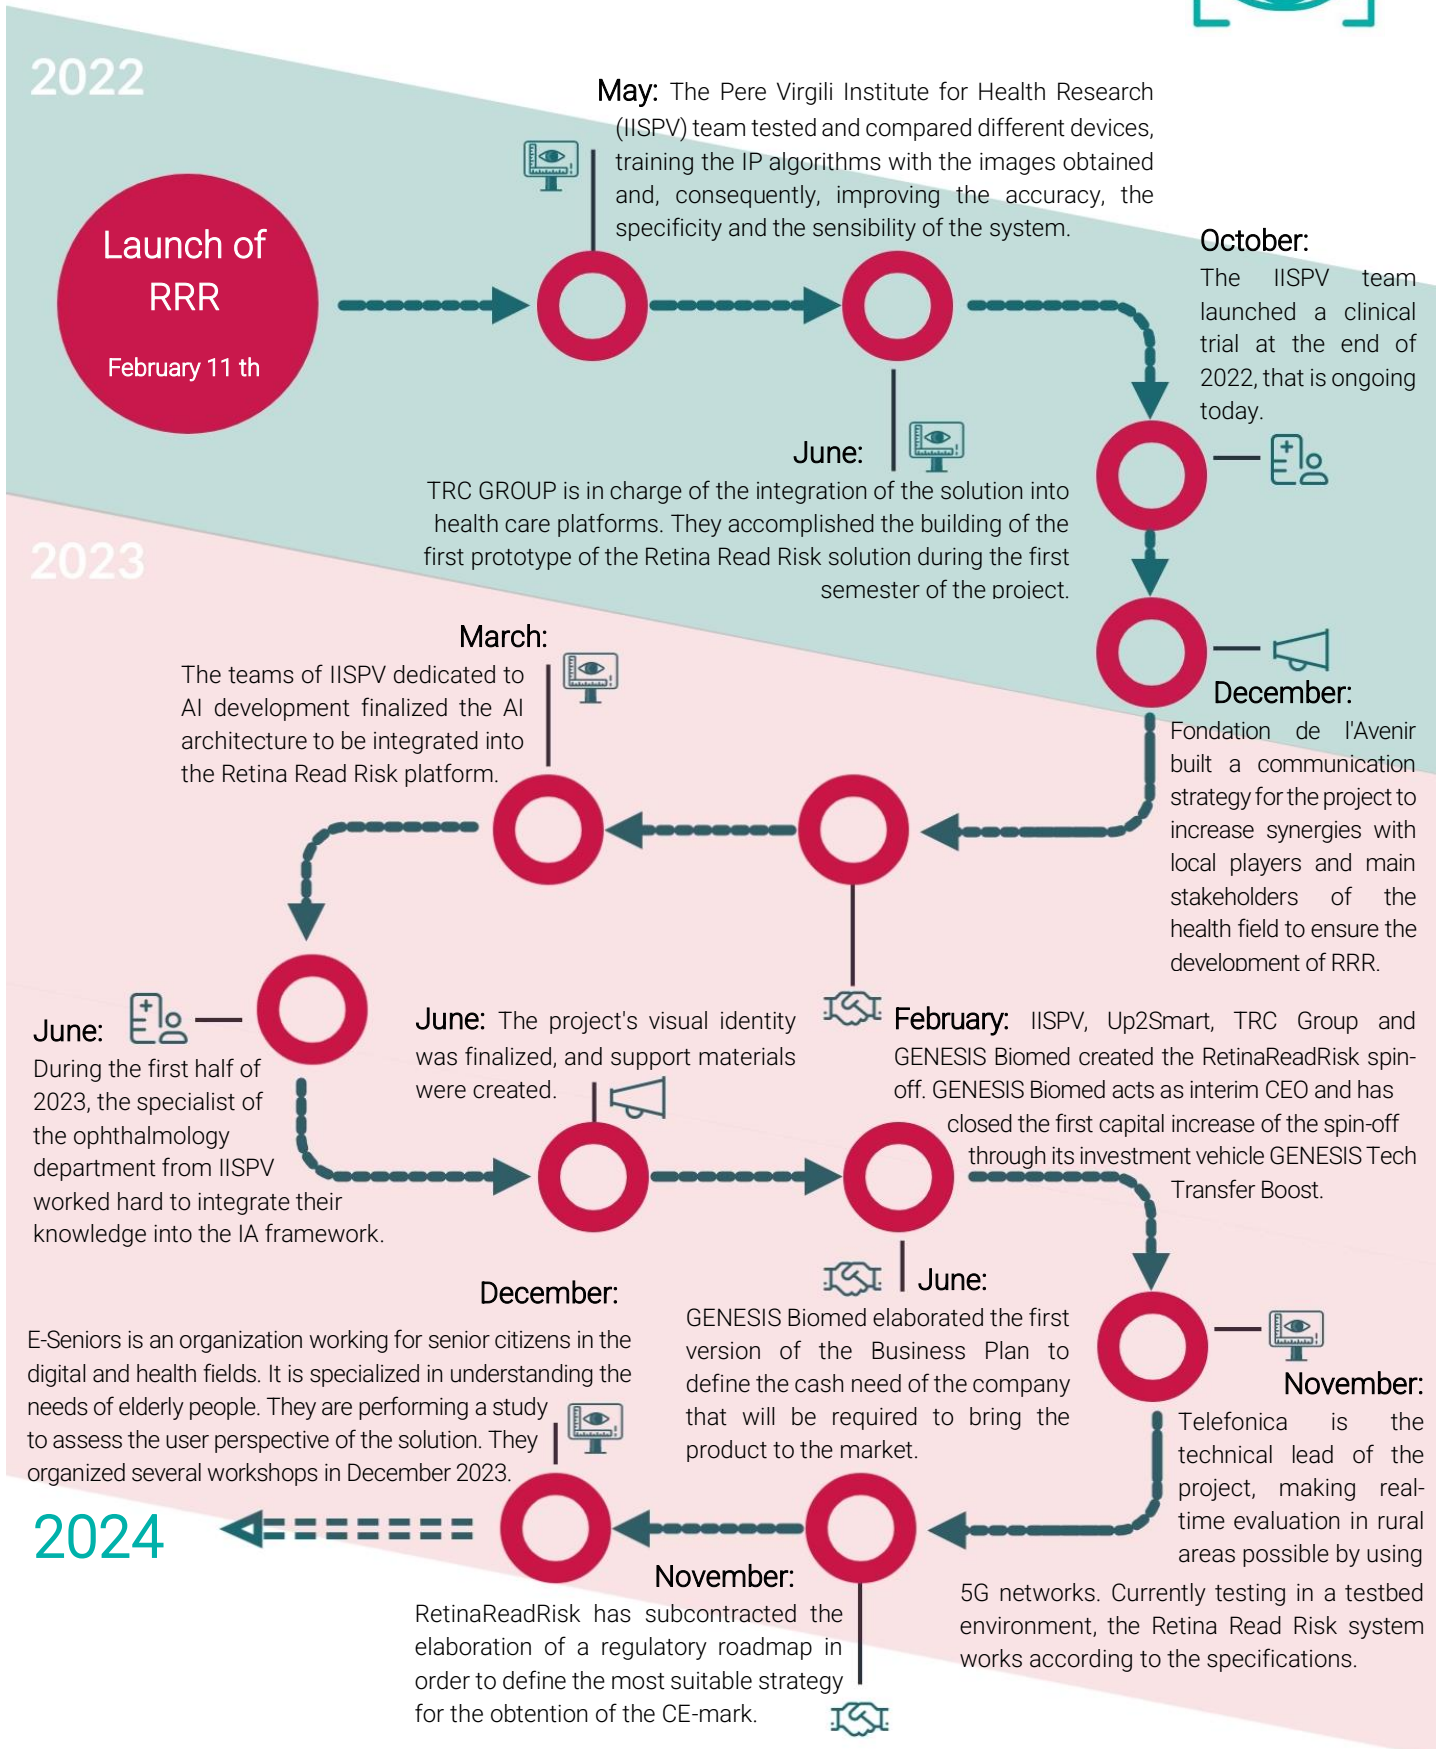 2022
May: The Pere Virgili Institute for Health Research
(IISPV) team tested and compared different devices,
training the IP algorithms with the images obtained
and, consequently, improving the accuracy, the
specificity and the sensibility of the system.
Launch of
RRR
February 11 th
October:
The IISPV team
launched a clinical
trial at the end of
2022, that is ongoing
today.
June:
TRC GROUP is in charge of the integration of the solution into
health care platforms. They accomplished the building of the
first prototype of the Retina Read Risk solution during the first
semester of the project.
2023
December:
Fondation de l'Avenir
built a communication
strategy for the project to
increase synergies with
local players and main
stakeholders of the
health field to ensure the
development of RRR.
March:
The teams of IISPV dedicated to
AI development finalized the AI
architecture to be integrated into
the Retina Read Risk platform.
February: IISPV, Up2Smart, TRC Group and
GENESIS Biomed created the RetinaReadRisk spin-
off. GENESIS Biomed acts as interim CEO and has
closed the first capital increase of the spin-off
through its investment vehicle GENESIS Tech
Transfer Boost.
June:
During the first half of
2023, the specialist of
the ophthalmology
department from IISPV
worked hard to integrate their
knowledge into the IA framework.
June: The project's visual identity
was finalized, and support materials
were created.
June:
GENESIS Biomed elaborated the first
version of the Business Plan to
define the cash need of the company
that will be required to bring the
product to the market.
November:
Telefonica is the
technical lead of the
project, making real-
time evaluation in rural
areas possible by using
5G networks. Currently testing in a testbed
environment, the Retina Read Risk system
works according to the specifications.
December:
E-Seniors is an organization working for senior citizens in the
digital and health fields. It is specialized in understanding the
needs of elderly people. They are performing a study
to assess the user perspective of the solution. They
organized several workshops in December 2023.
2024
November:
RetinaReadRisk has subcontracted the
elaboration of a regulatory roadmap in
order to define the most suitable strategy
for the obtention of the CE-mark.